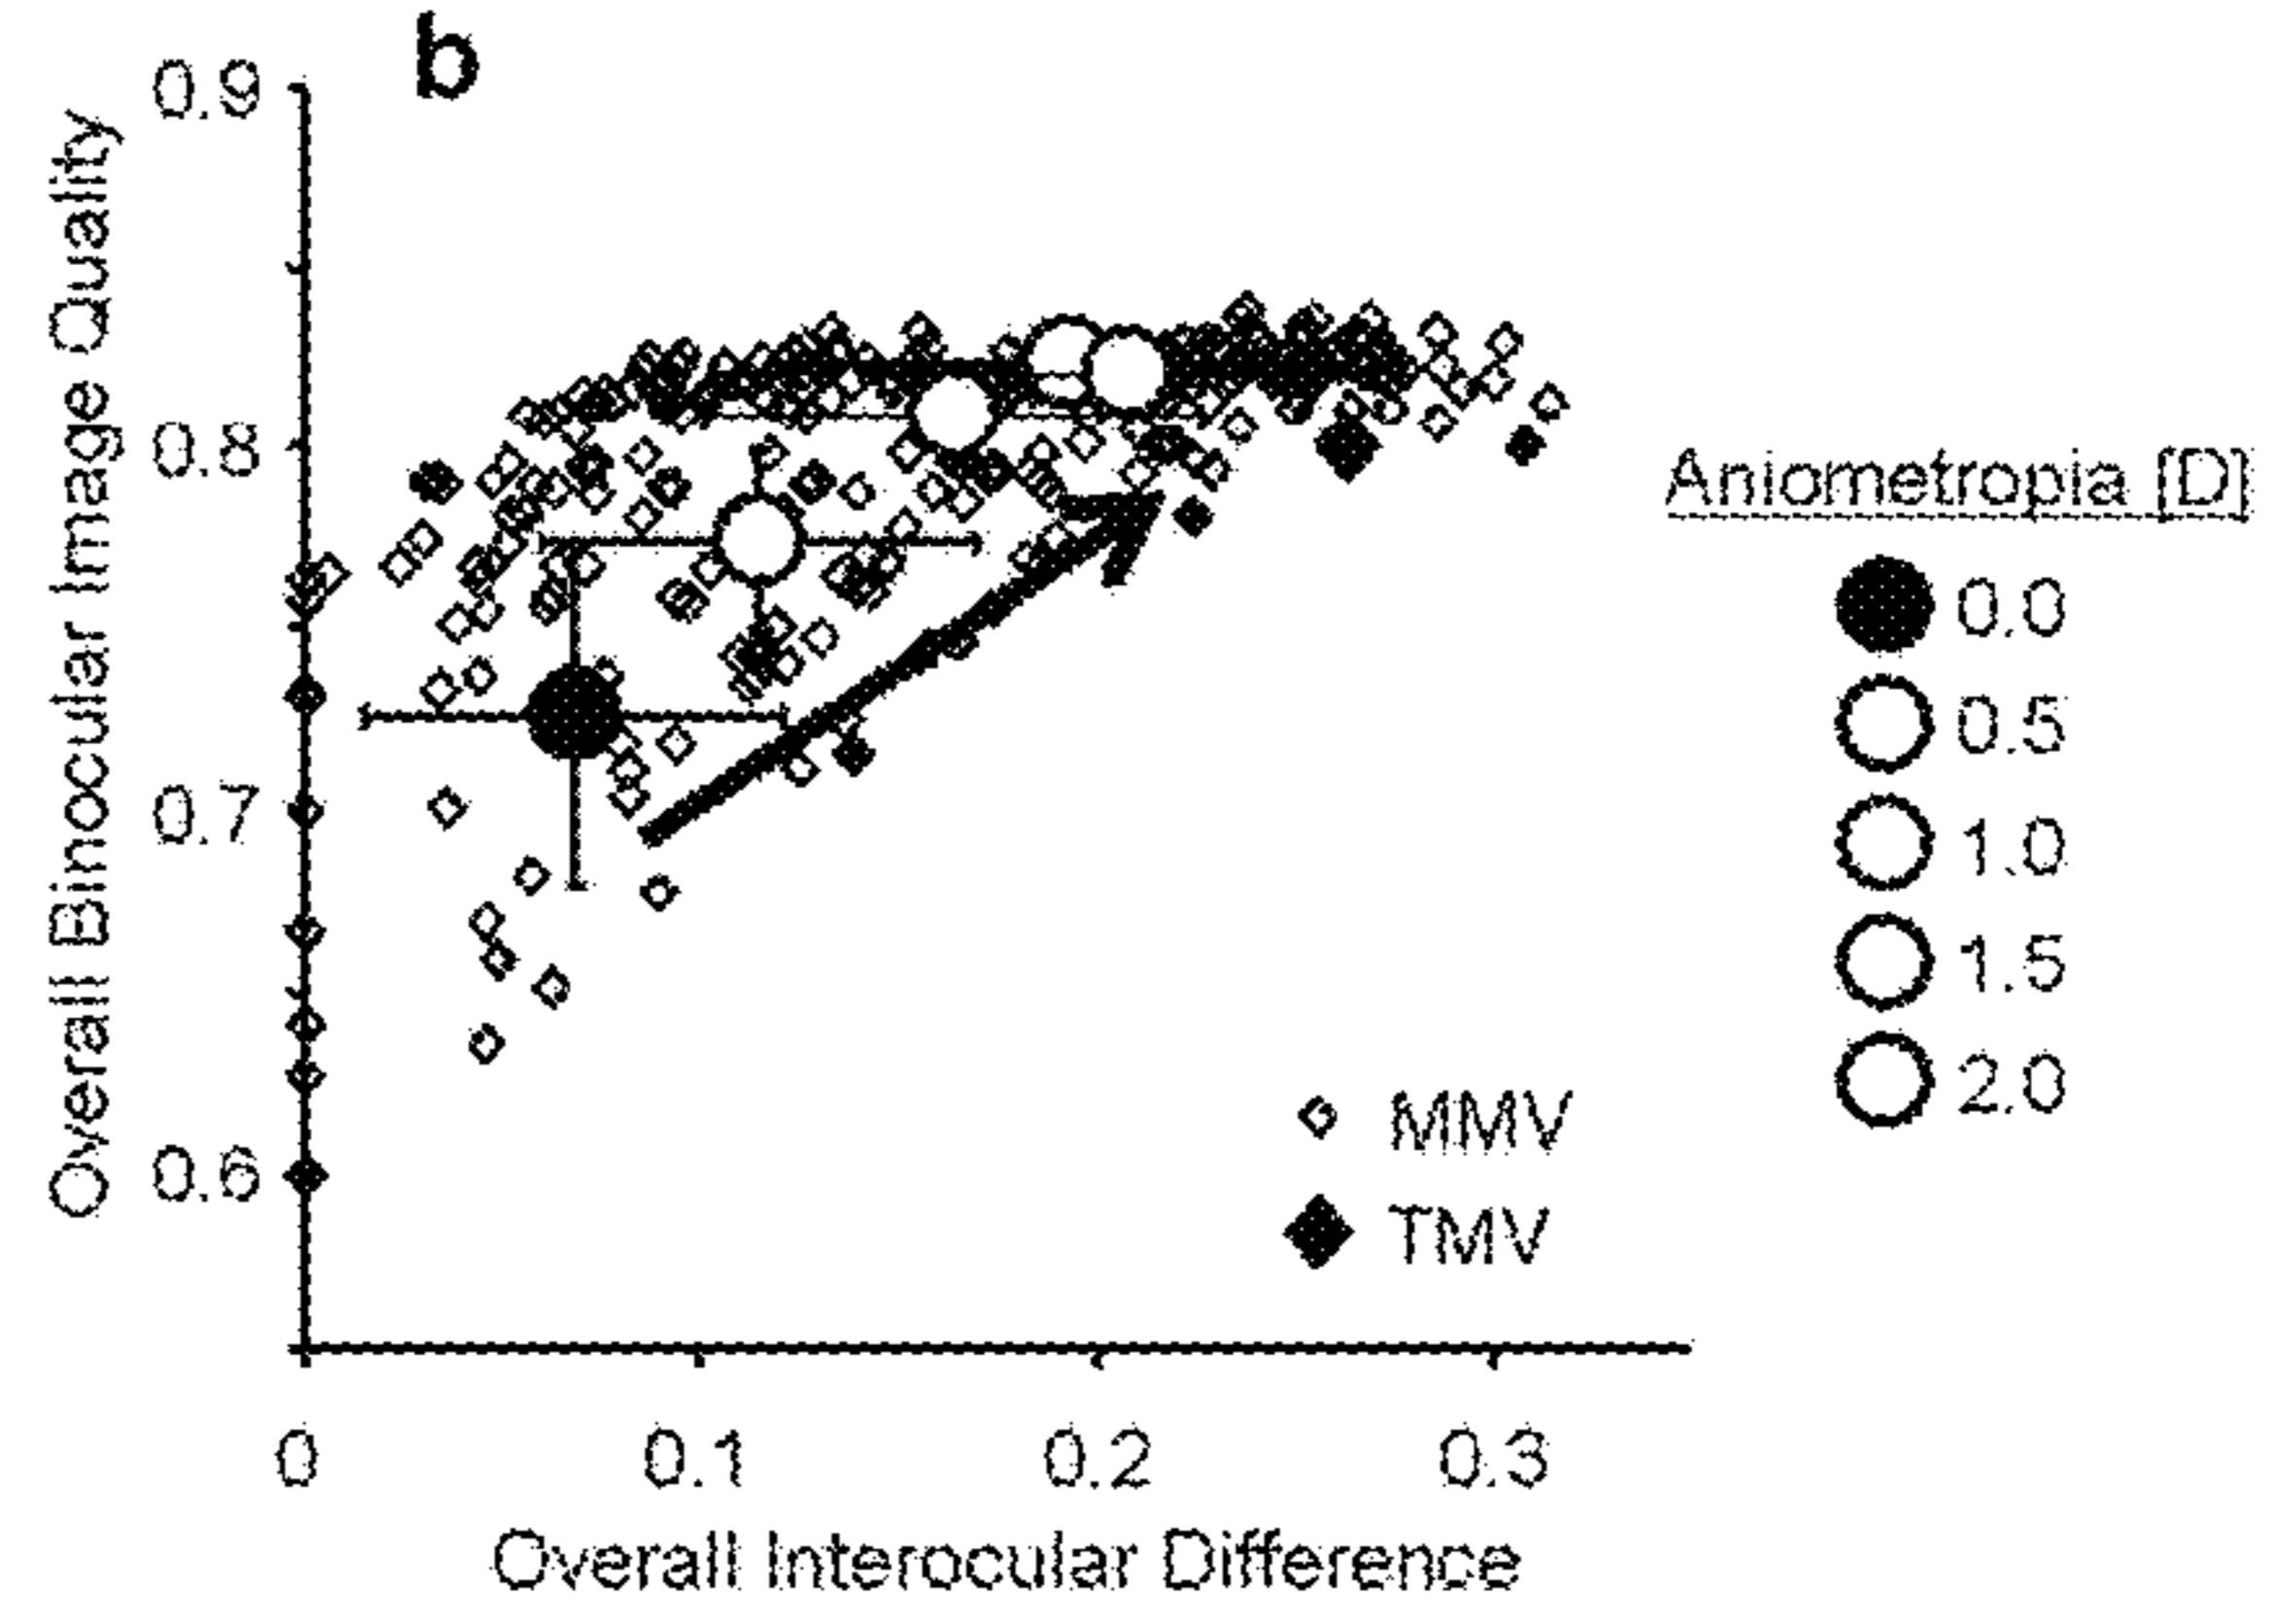 b
Overall Binocular Image Quality
0.9
0.8
0.7
0.6
0
0.1
0.2
0.3
Overall Interocular Difference
MMV
TMV
Aniometropia [D]
0.0
0.5
1.0
1.5
2.0